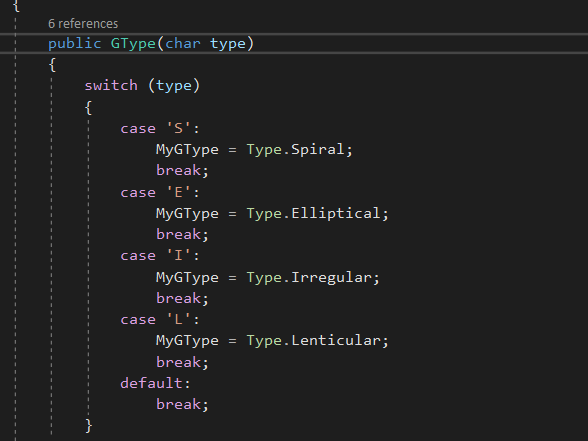 {
6 references
public GType(char type)
{
switch (type)
{
case 'S':
MyGType = Type.Spiral;
break;
case 'E':
MyGType = Type.Elliptical;
break;
case 'I':
MyGType = Type.Irregular;
break;
case 'L':
MyGType = Type.Lenticular;
break;
default:
break;
}